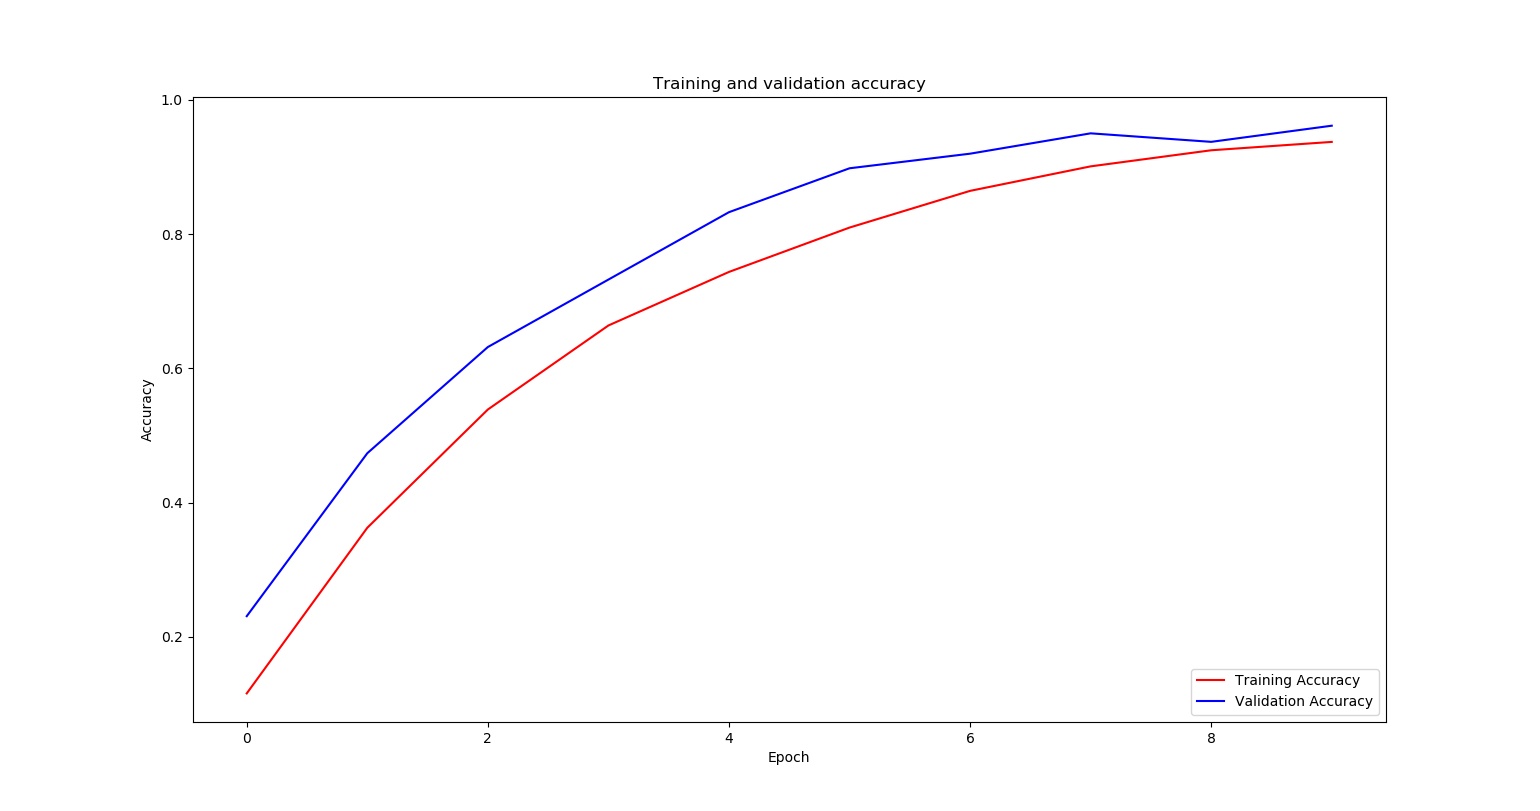 Training and validation accuracy
1.0
0.8
0.6
0.4
0.2
Accuracy
0 2 4 6 8
Epoch
Training Accuracy
Validation Accuracy